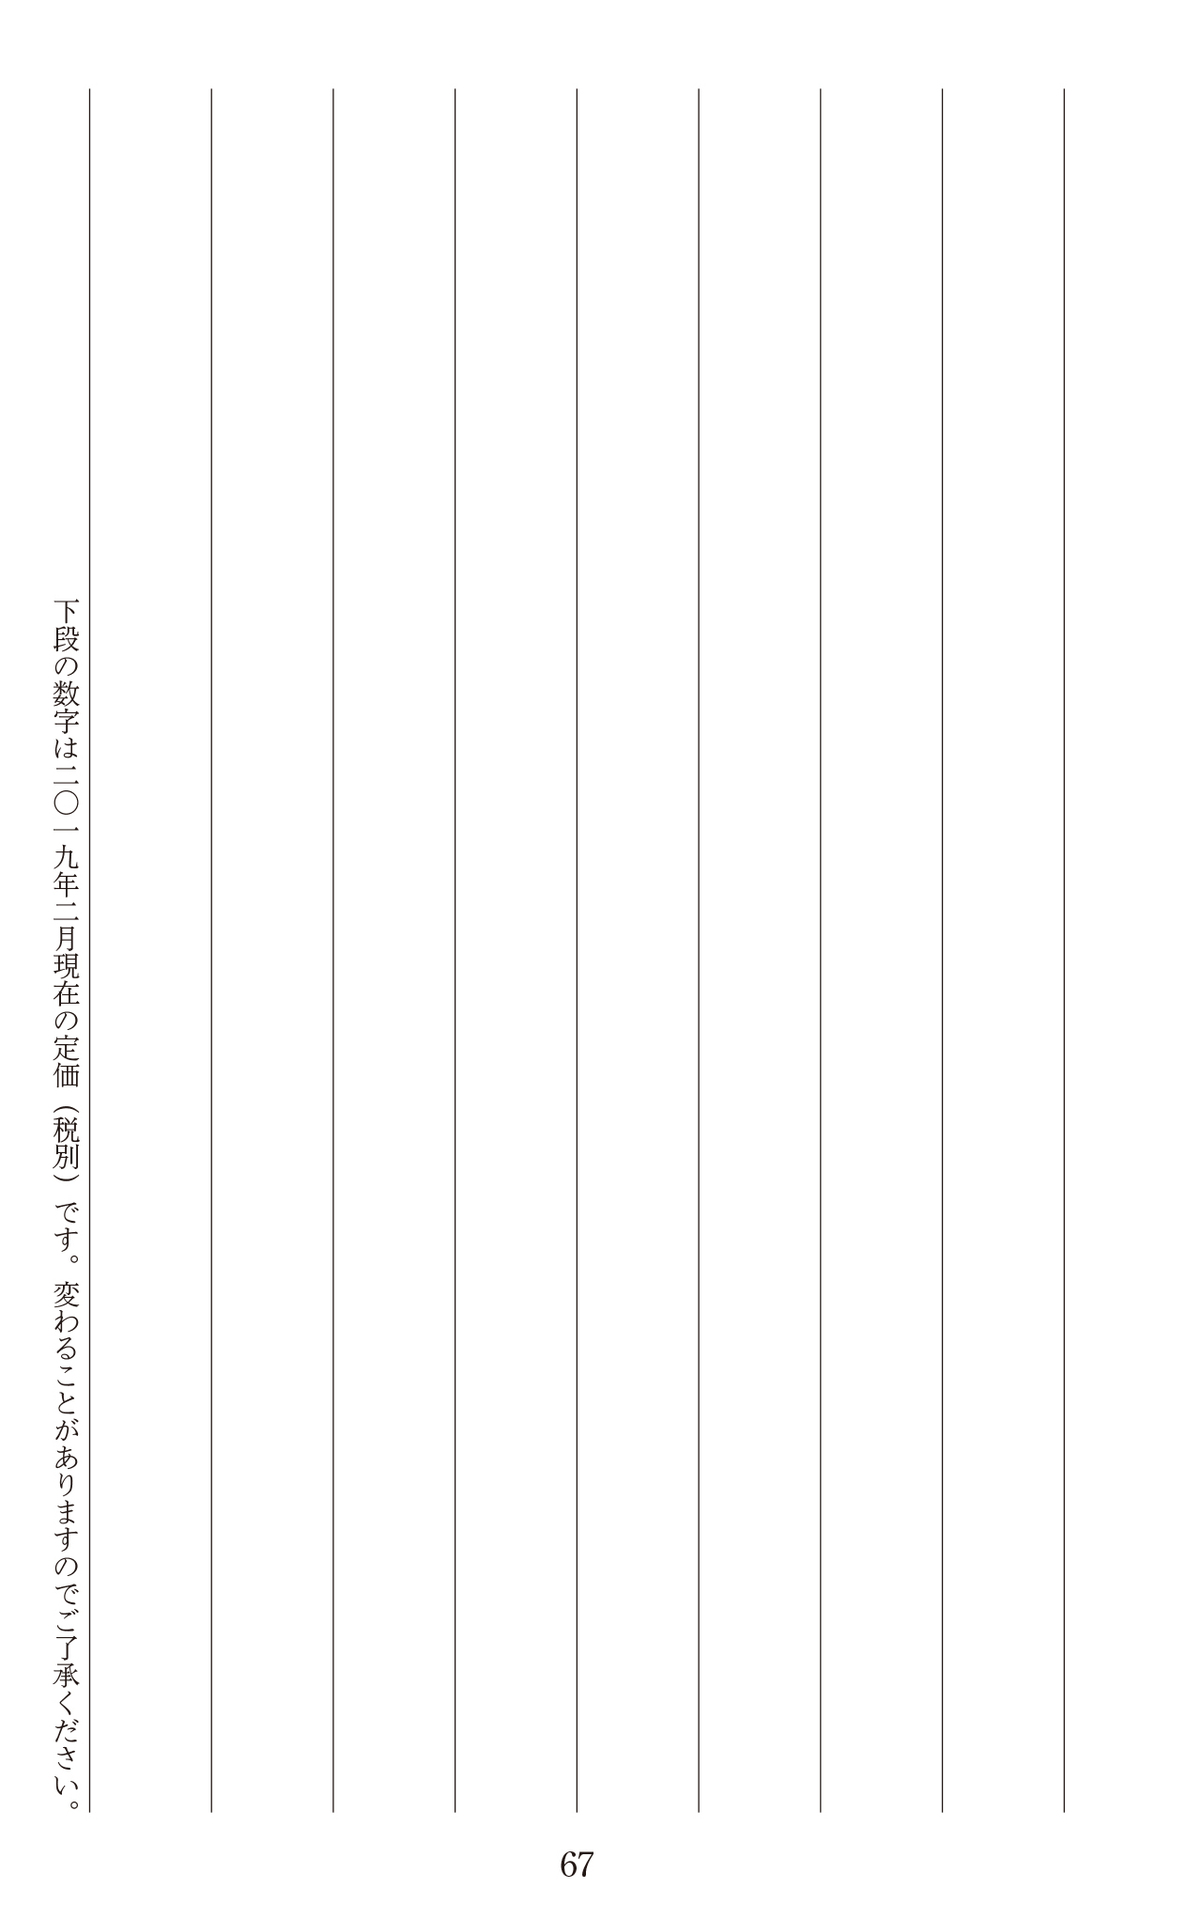 下段の数字は二〇一九年二月現在の定価（税別）です。変わることがありますのでご了承ください。
67